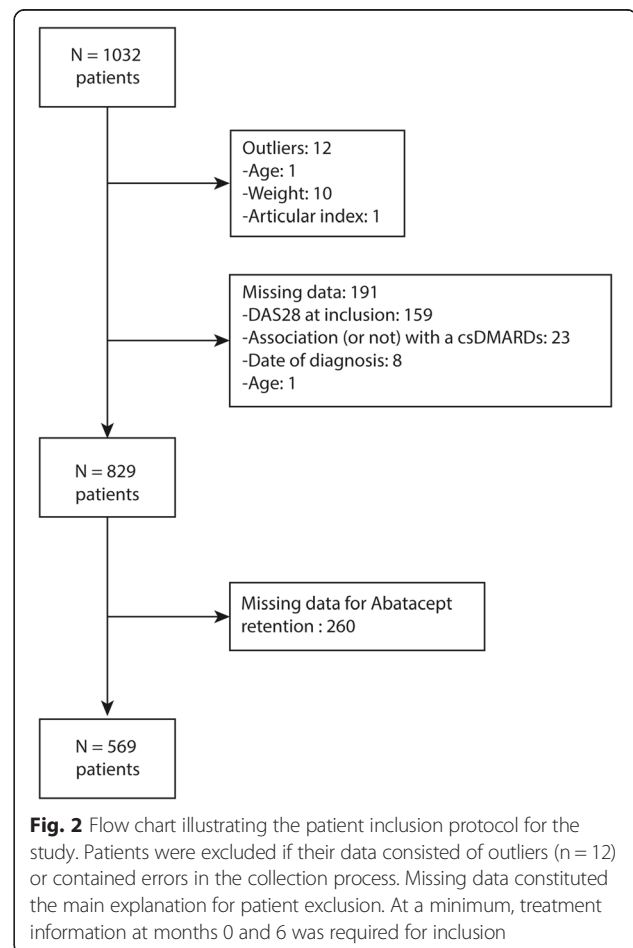 N = 1032
patients
Outliers: 12
-Age: 1
-Weight: 10
-Articular index: 1
Missing data: 191
-DAS28 at inclusion: 159
-Association (or not) with a csDMARDs: 23
-Date of diagnosis: 8
-Age: 1
N = 829
patients
Missing data for Abatacept
retention : 260
N = 569
patients
Fig. 2 Flow chart illustrating the patient inclusion protocol for the
study. Patients were excluded if their data consisted of outliers (n = 12)
or contained errors in the collection process. Missing data constituted
the main explanation for patient exclusion. At a minimum, treatment
information at months 0 and 6 was required for inclusion